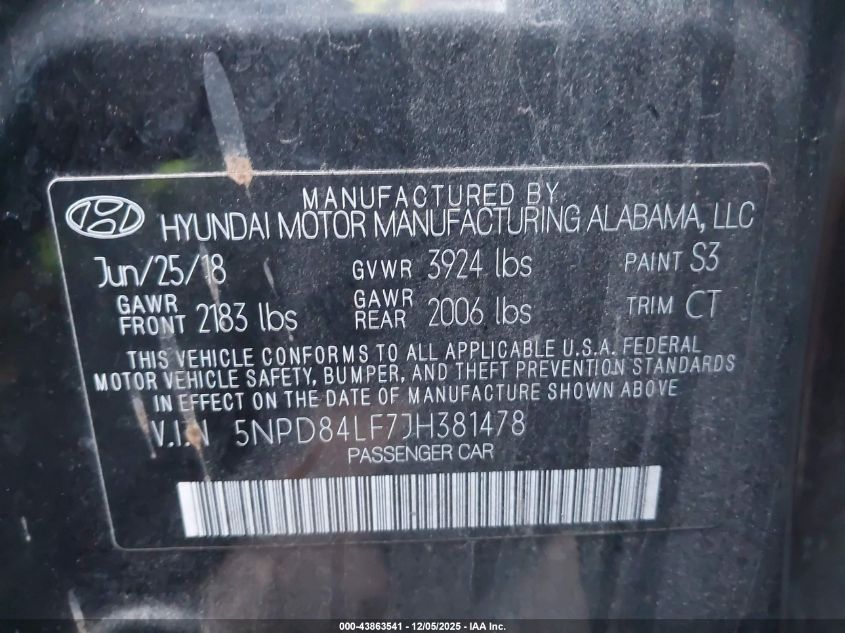 MANUFACTURED BY
HYUNDAI MOTOR MANUFACTURING ALABAMA, LLC
Jun/25/18 GVWR 3924 lbs PAINT S3
GAWR FRONT 2183 lbs GAWR REAR 2006 lbs TRIM CT
THIS VEHICLE CONFORMS TO ALL APPLICABLE U.S.A. FEDERAL
MOTOR VEHICLE SAFETY, BUMPER, AND THEFT PREVENTION STANDARDS
IN EFFECT ON THE DATE OF MANUFACTURE SHOWN ABOVE
V.I.N 5NPD84LF7JH381478
PASSENGER CAR
000-43863541 - 12/05/2025 - IAA Inc.